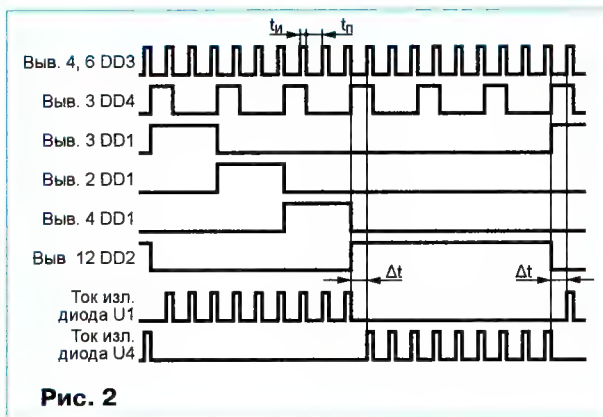 tи tп
Выв. 4, 6 DD3
Выв. 3 DD4
Выв. 3 DD1
Выв. 2 DD1
Выв. 4 DD1
Выв 12 DD2
Δt Δt
Ток изл.
диода U1
Ток изл.
диода U4
Рис. 2